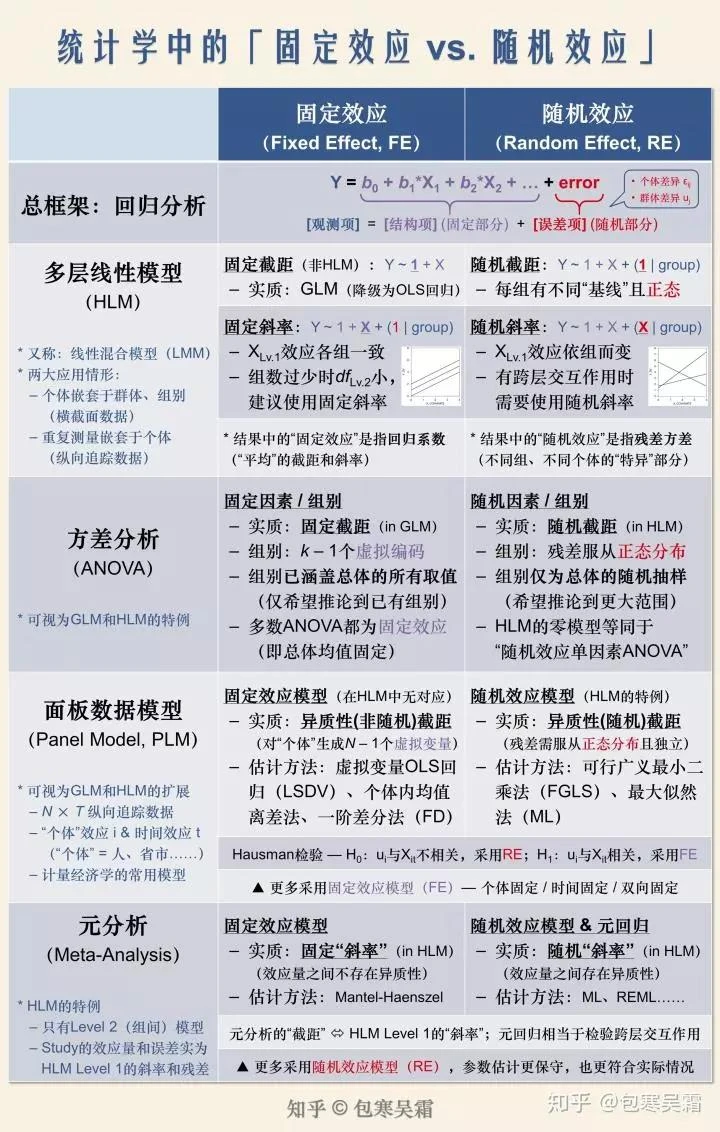 统计学中的「固定效应 vs. 随机效应」
固定效应
(Fixed Effect, FE)
随机效应
(Random Effect, RE)
总框架：回归分析
Y = b0 + b1*X1 + b2*X2 + … + error
[观测项] = [结构项] (固定部分) + [误差项] (随机部分)
• 个体差异 εij
• 群体差异 uj
多层线性模型
(HLM)
* 又称：线性混合模型（LMM）
* 两大应用情形：
– 个体嵌套于群体、组别
(横截面数据)
– 重复测量嵌套于个体
(纵向追踪数据)
固定截距（非HLM）：Y ~ 1 + X
– 实质：GLM（降级为OLS回归）
随机截距：Y ~ 1 + X + (1 | group)
– 每组有不同“基线”且正态
固定斜率：Y ~ 1 + X + (1 | group)
– XLv.1效应各组一致
– 组数过少时dfLv.2小，
建议使用固定斜率
随机斜率：Y ~ 1 + X + (X | group)
– XLv.1效应依组而变
– 有跨层交互作用时
需要使用随机斜率
* 结果中的“固定效应”是指回归系数
(“平均”的截距和斜率)
* 结果中的“随机效应”是指残差方差
(不同组、不同个体的“特异”部分)
方差分析
(ANOVA)
* 可视为GLM和HLM的特例
固定因素 / 组别
– 实质：固定截距（in GLM）
– 组别：k – 1个虚拟编码
– 组别已涵盖总体的所有取值
(仅希望推论到已有组别)
– 多数ANOVA都为固定效应
(即总体均值固定)
随机因素 / 组别
– 实质：随机截距（in HLM）
– 组别：残差服从正态分布
– 组别仅为总体的随机抽样
(希望推论到更大范围)
– HLM的零模型等同于
“随机效应单因素ANOVA”
面板数据模型
(Panel Model, PLM)
* 可视为GLM和HLM的扩展
– N × T 纵向追踪数据
– “个体”效应 i & 时间效应 t
(“个体” = 人、省市……)
– 计量经济学的常用模型
固定效应模型（在HLM中无对应）
– 实质：异质性(非随机)截距
(对“个体”生成N – 1个虚拟变量)
– 估计方法：虚拟变量OLS回
归（LSDV）、个体内均值
离差法、一阶差分法（FD）
随机效应模型（HLM的特例）
– 实质：异质性(随机)截距
(残差需服从正态分布且独立)
– 估计方法：可行广义最小二
乘法（FGLS）、最大似然
法（ML）
Hausman检验 — H0：ui与Xit不相关，采用RE；H1：ui与Xit相关，采用FE
▲ 更多采用固定效应模型（FE）— 个体固定 / 时间固定 / 双向固定
元分析
(Meta-Analysis)
* HLM的特例
– 只有Level 2（组间）模型
– Study的效应量和误差实为
HLM Level 1的斜率和残差
固定效应模型
– 实质：固定“斜率”（in HLM）
(效应量之间不存在异质性)
– 估计方法：Mantel-Haenszel
随机效应模型 & 元回归
– 实质：随机“斜率”（in HLM）
(效应量之间存在异质性)
– 估计方法：ML、REML……
元分析的“截距” ⇔ HLM Level 1的“斜率”；元回归相当于检验跨层交互作用
▲ 更多采用随机效应模型（RE），参数估计更保守，也更符合实际情况
知乎 © 包寒吴霜
知乎 @包寒吴霜